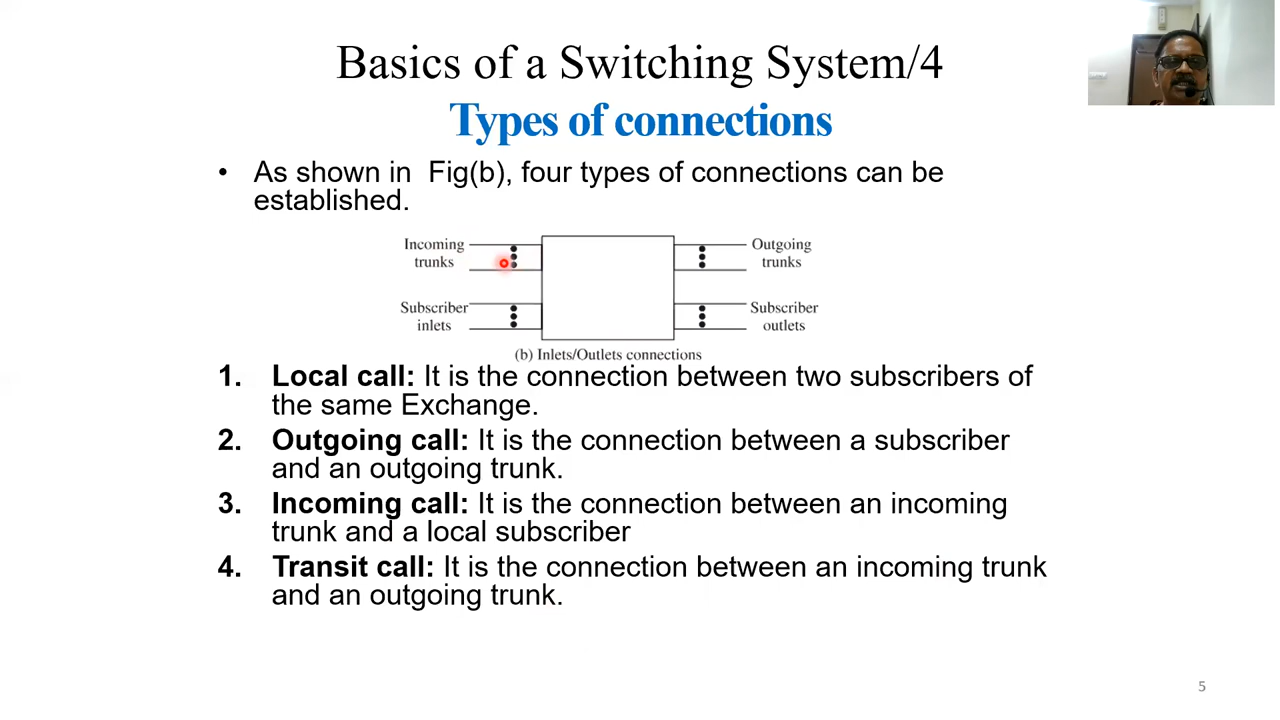 Basics of a Switching System/4
Types of connections
• As shown in Fig(b), four types of connections can be
established.
Incoming
trunks
Outgoing
trunks
Subscriber
inlets
Subscriber
outlets
(b) Inlets/Outlets connections
1. Local call: It is the connection between two subscribers of
the same Exchange.
2. Outgoing call: It is the connection between a subscriber
and an outgoing trunk.
3. Incoming call: It is the connection between an incoming
trunk and a local subscriber
4. Transit call: It is the connection between an incoming trunk
and an outgoing trunk.
5